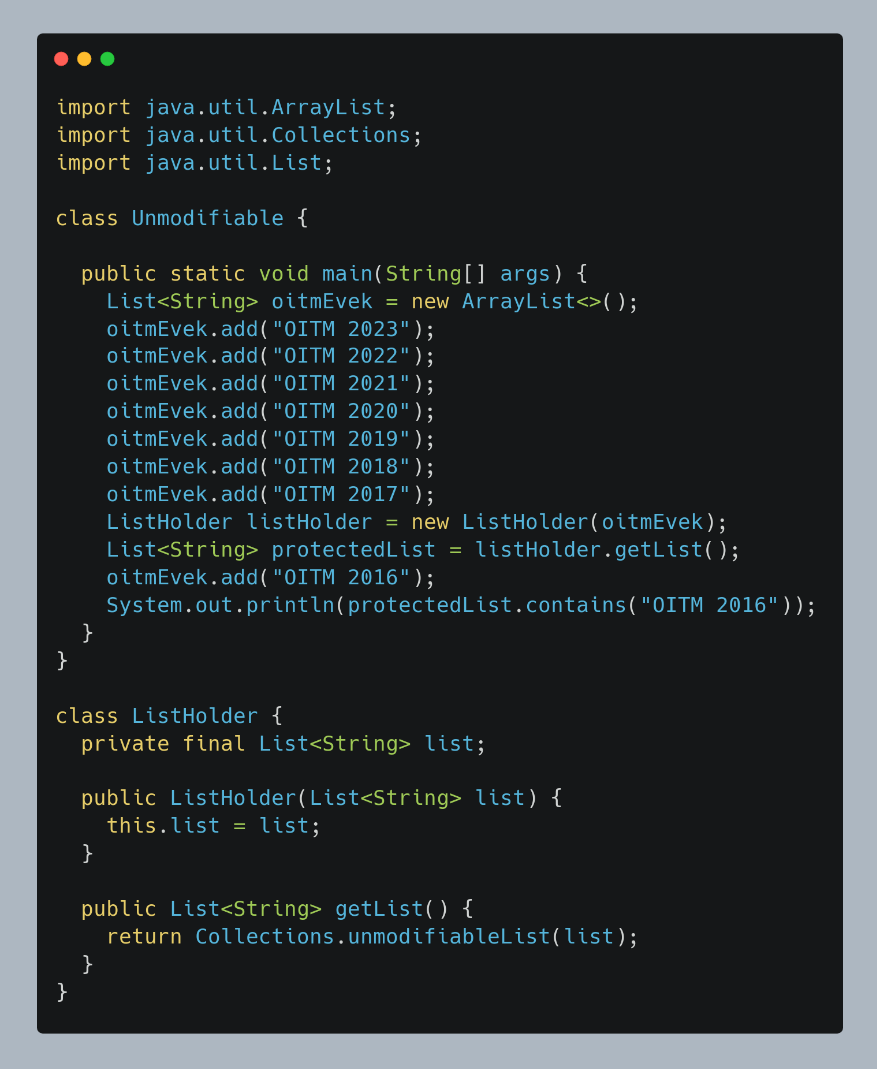 import java.util.ArrayList;
import java.util.Collections;
import java.util.List;

class Unmodifiable {

  public static void main(String[] args) {
    List<String> oitmEvek = new ArrayList<>();
    oitmEvek.add("OITM 2023");
    oitmEvek.add("OITM 2022");
    oitmEvek.add("OITM 2021");
    oitmEvek.add("OITM 2020");
    oitmEvek.add("OITM 2019");
    oitmEvek.add("OITM 2018");
    oitmEvek.add("OITM 2017");
    ListHolder listHolder = new ListHolder(oitmEvek);
    List<String> protectedList = listHolder.getList();
    oitmEvek.add("OITM 2016");
    System.out.println(protectedList.contains("OITM 2016"));
  }
}

class ListHolder {
  private final List<String> list;

  public ListHolder(List<String> list) {
    this.list = list;
  }

  public List<String> getList() {
    return Collections.unmodifiableList(list);
  }
}